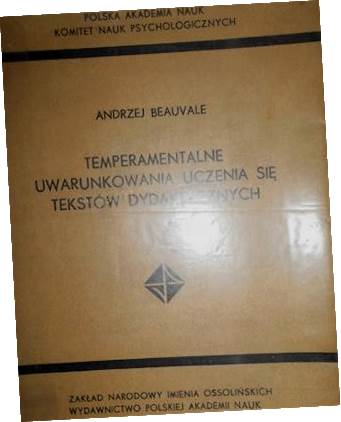 POLSKA AKADEMIA NAUK
KOMITET NAUK PSYCHOLOGICZNYCH
ANDRZEJ BEAUVALE
TEMPERAMENTALNE
UWARUNKOWANIA UCZENIA SIĘ
TEKSTÓW DYDAKTYCZNYCH
ZAKŁAD NARODOWY IMIENIA OSSOLIŃSKICH
WYDAWNICTWO POLSKIEJ AKADEMII NAUK